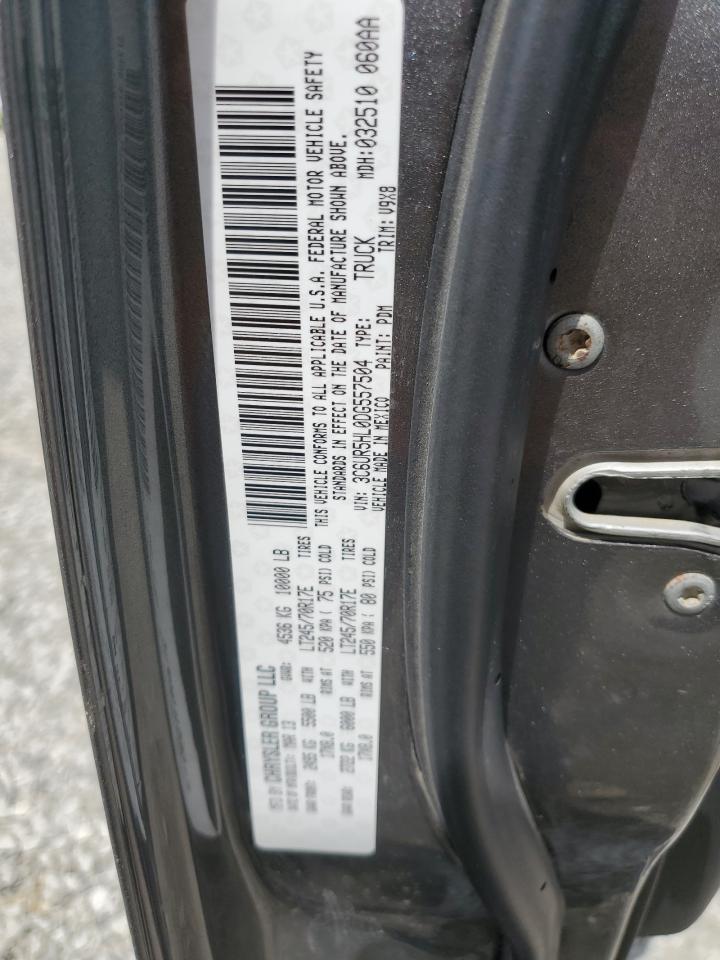 MFD BY CHRYSLER GROUP LLC
DATE OF MFR/VEH: MAR 13 GVWR: 4536 KG 10000 LB
GAWR FRONT: 2495 KG 5500 LB WITH LT245/70R17E TIRES
17X8.0 RIMS AT 520 KPA ( 75 PSI) COLD
GAWR REAR: 2722 KG 6000 LB WITH LT245/70R17E TIRES
17X8.0 RIMS AT 550 KPA ( 80 PSI) COLD
THIS VEHICLE CONFORMS TO ALL APPLICABLE U.S.A. FEDERAL MOTOR VEHICLE SAFETY
STANDARDS IN EFFECT ON THE DATE OF MANUFACTURE SHOWN ABOVE.
VIN: 3C6UR5HL0DG557504 TYPE: TRUCK MDH:032510 060AA
VEHICLE MADE IN MEXICO PAINT: PDM TRIM: V9X8